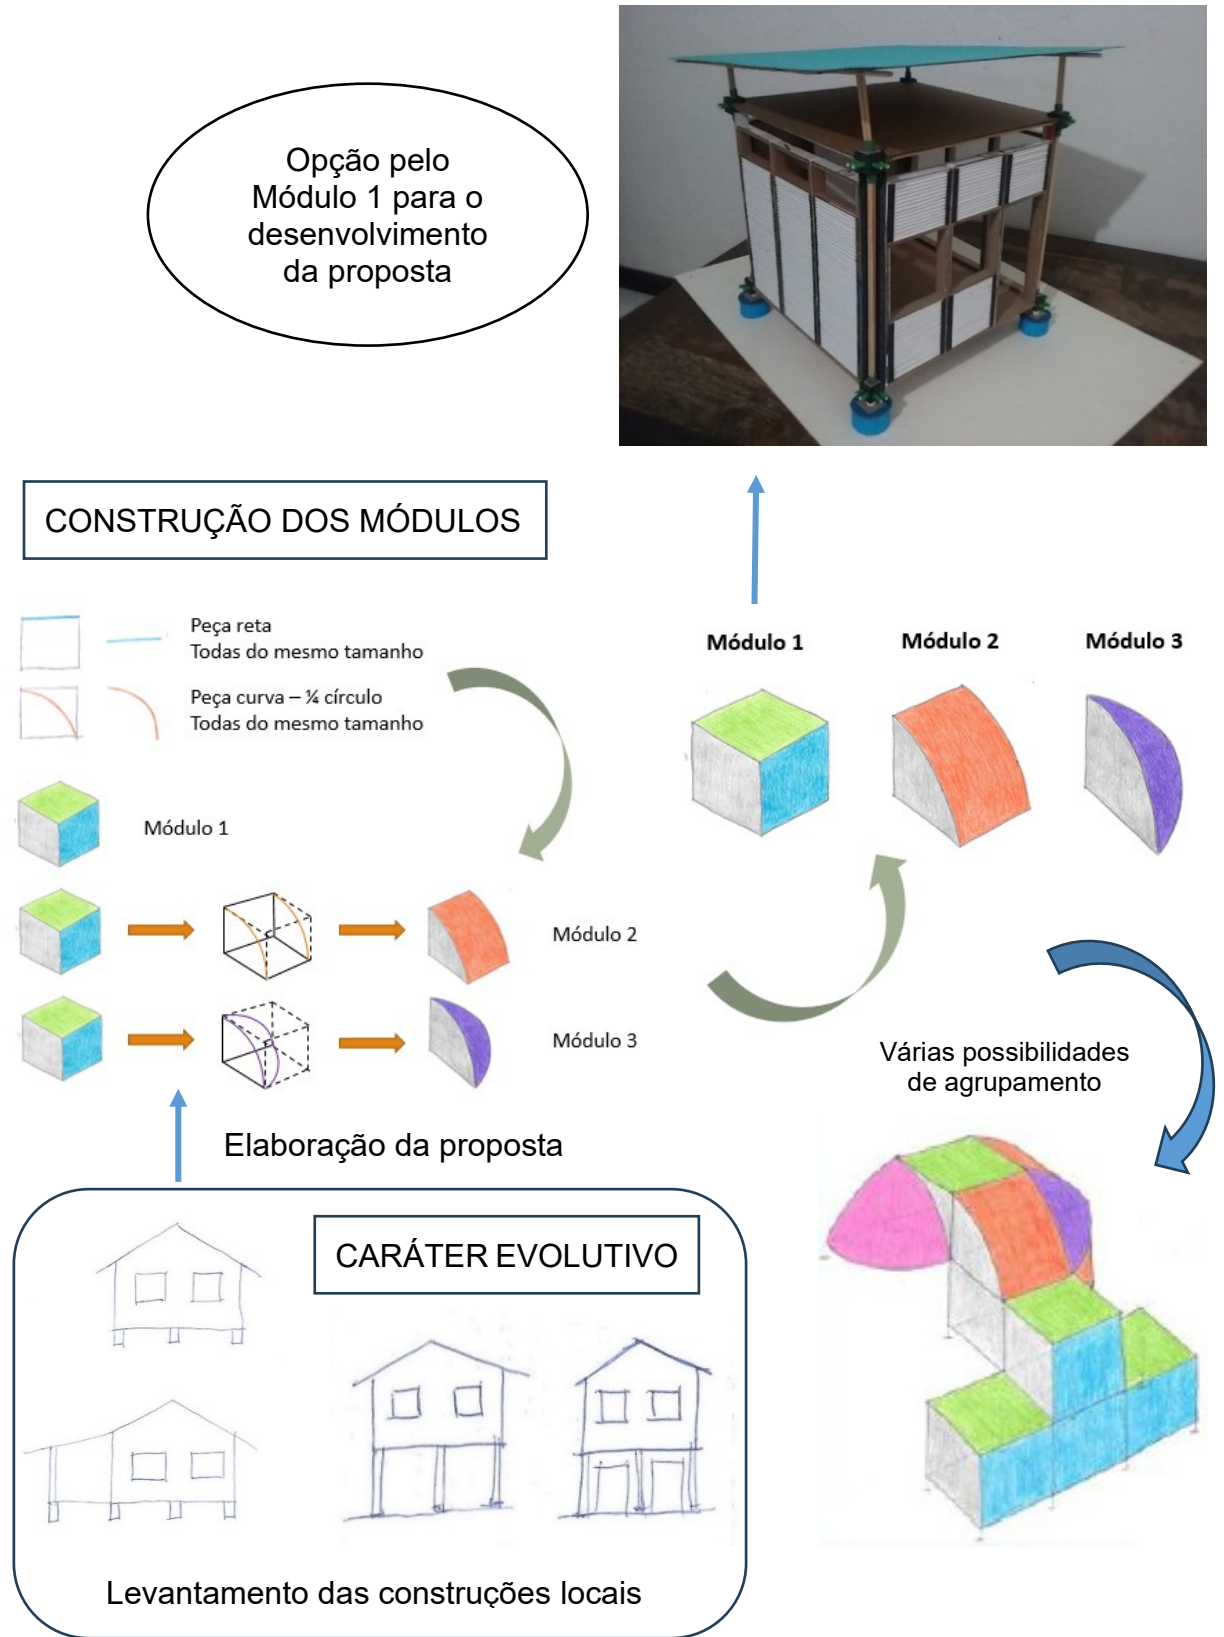 Opção pelo
Módulo 1 para o
desenvolvimento
da proposta
CONSTRUÇÃO DOS MÓDULOS
Peça reta
Todas do mesmo tamanho
Peça curva – ¼ círculo
Todas do mesmo tamanho
Módulo 1
Módulo 2
Módulo 3
Módulo 1 Módulo 2 Módulo 3
Várias possibilidades
de agrupamento
Elaboração da proposta
CARÁTER EVOLUTIVO
Levantamento das construções locais